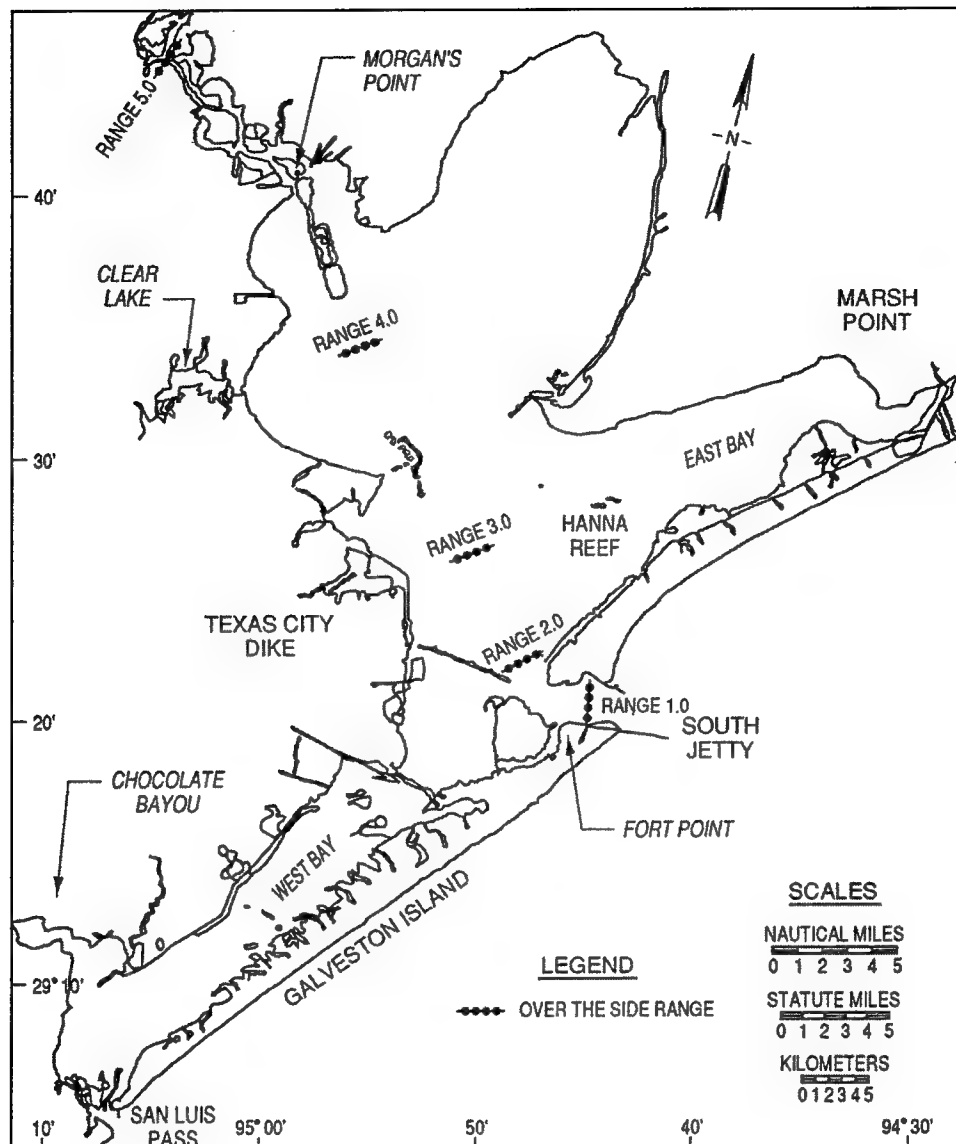 MORGAN'S
POINT
RANGE 5.0
-N-
40'
CLEAR
LAKE
RANGE 4.0
MARSH
POINT
EAST BAY
30'
HANNA
REEF
RANGE 3.0
TEXAS CITY
DIKE
RANGE 2.0
RANGE 1.0
20'
SOUTH
JETTY
CHOCOLATE
BAYOU
FORT POINT
WEST BAY
GALVESTON ISLAND
SCALES
NAUTICAL MILES
0 1 2 3 4 5
LEGEND
29° 10'
OVER THE SIDE RANGE
STATUTE MILES
0 1 2 3 4 5
KILOMETERS
0 1 2 3 4 5
SAN LUIS
PASS
10' 95° 00' 50' 40' 94° 30'